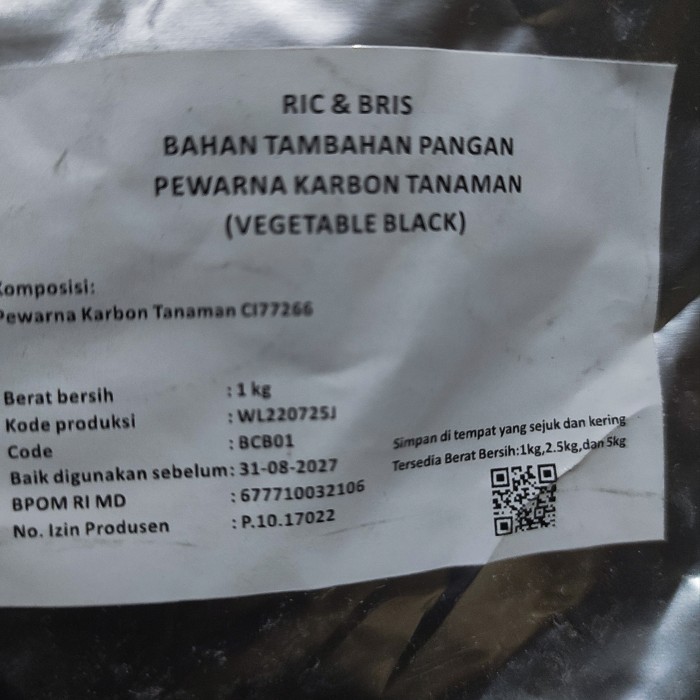 RIC & BRIS
BAHAN TAMBAHAN PANGAN
PEWARNA KARBON TANAMAN
(VEGETABLE BLACK)
Komposisi:
Pewarna Karbon Tanaman CI77266
Berat bersih : 1 kg
Kode produksi : WL220725J
Code : BCB01
Baik digunakan sebelum: 31-08-2027
BPOM RI MD : 677710032106
No. Izin Produsen : P.10.17022
Simpan di tempat yang sejuk dan kering
Tersedia Berat Bersih:1kg,2.5kg,dan 5kg